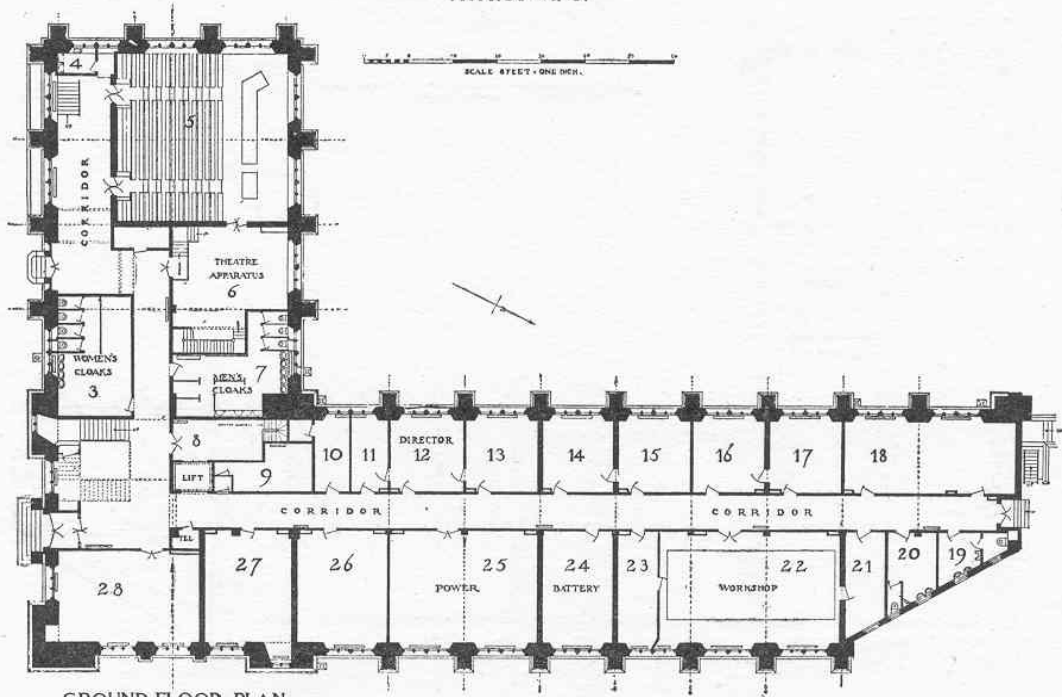 SCALE 8 FEET = ONE INCH.
4
5
CORRIDOR
THEATRE
APPARATUS
6
WOMEN'S
CLOAKS
3
7
MEN'S
CLOAKS
8
9
LIFT
10
11
DIRECTOR
12
13
14
15
16
17
18
CORRIDOR
CORRIDOR
TEL
28
27
26
25
POWER
24
BATTERY
23
22
WORKSHOP
21
20
19
GROUND FLOOR PLAN